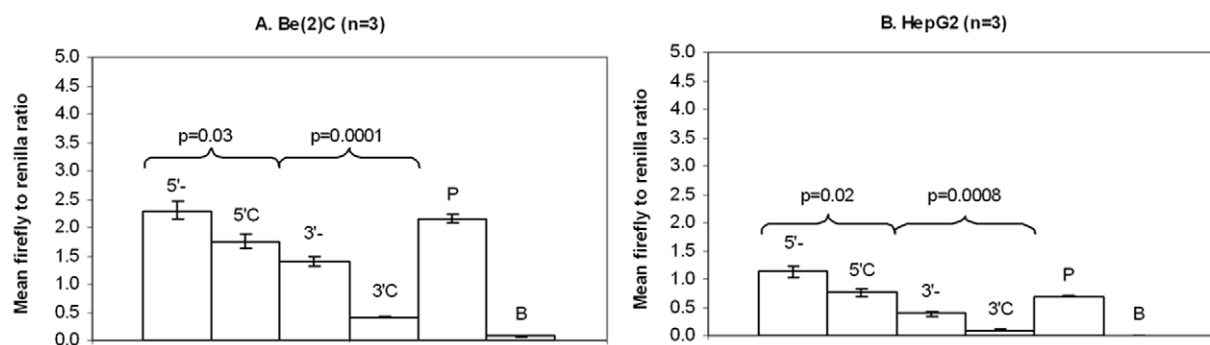 A. Be(2)C (n=3)
Mean firefly to renilla ratio
5.0
4.5
4.0
3.5
3.0
2.5
2.0
1.5
1.0
0.5
0.0
p=0.03
p=0.0001
5'-
5'C
3'-
3'C
P
B
B. HepG2 (n=3)
Mean firefly to renilla ratio
5.0
4.5
4.0
3.5
3.0
2.5
2.0
1.5
1.0
0.5
0.0
p=0.02
p=0.0008
5'-
5'C
3'-
3'C
P
B